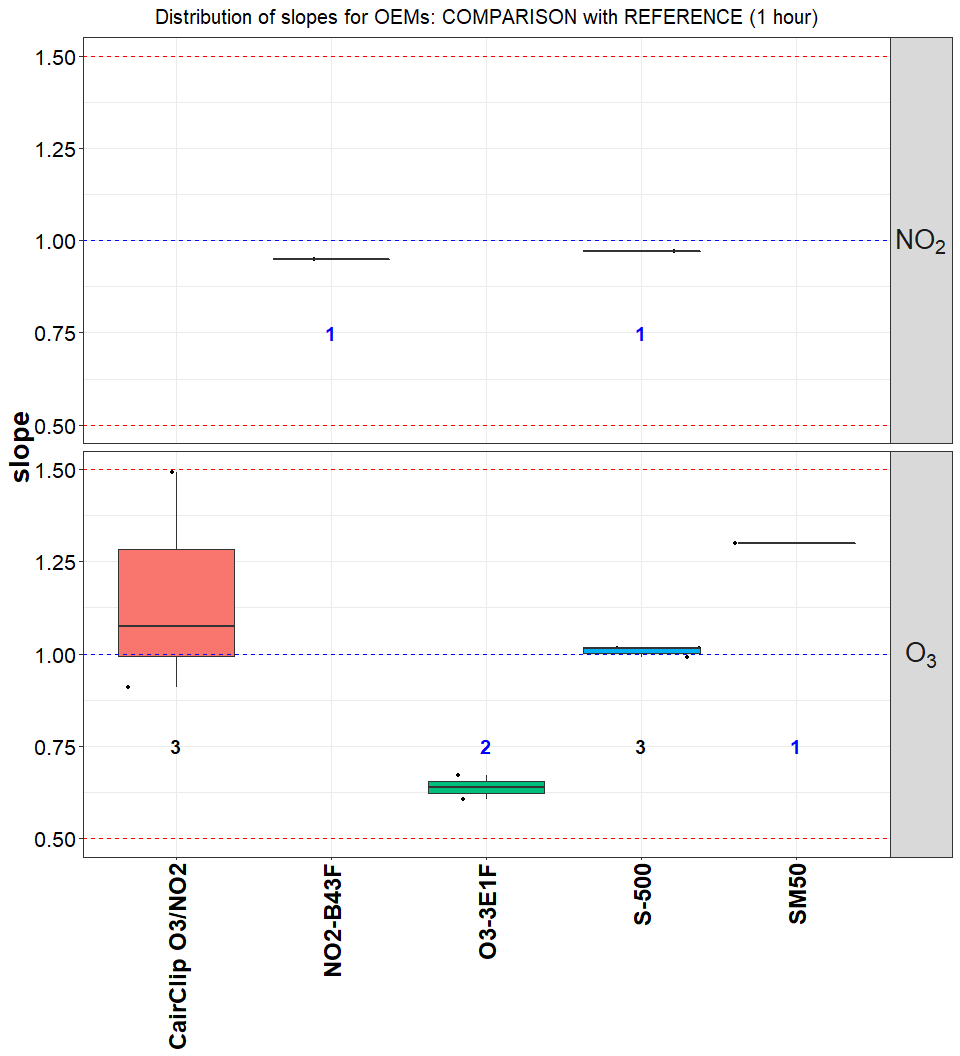 Distribution of slopes for OEMs: COMPARISON with REFERENCE (1 hour)
slope
1.50
1.25
1.00
0.75
0.50
1
1
NO2
1.50
1.25
1.00
0.75
0.50
3
2
3
1
O3
CairClip O3/NO2
NO2-B43F
O3-3E1F
S-500
SM50